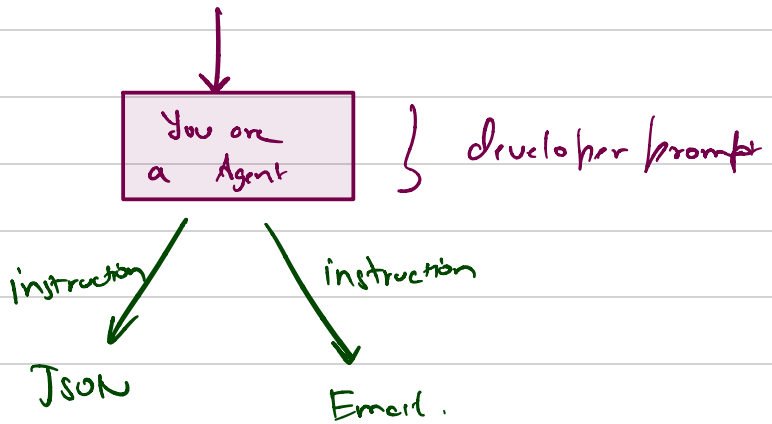 You are
a Agent
developer prompt
instruction
instruction
JSON
Email.